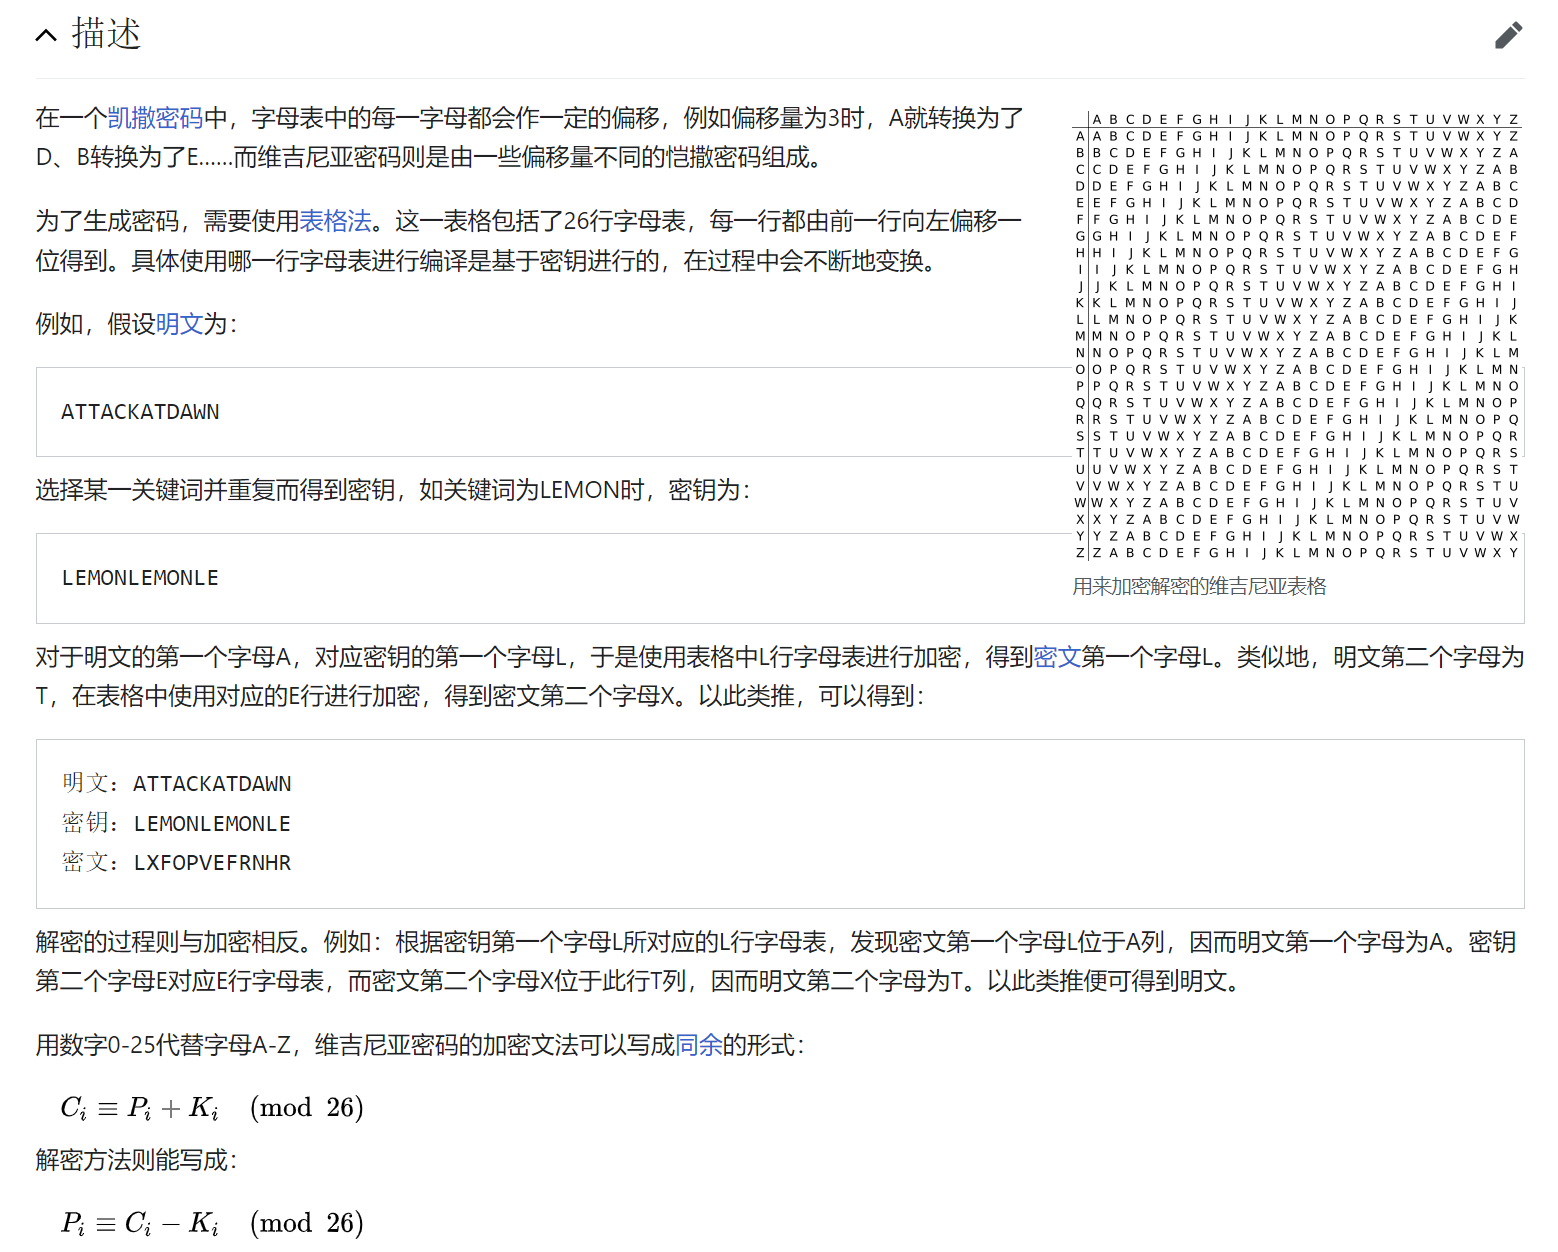 描述
在一个凯撒密码中，字母表中的每一字母都会作一定的偏移，例如偏移量为3时，A就转换为了
D、B转换为了E……而维吉尼亚密码则是由一些偏移量不同的恺撒密码组成。
为了生成密码，需要使用表格法。这一表格包括了26行字母表，每一行都由前一行向左偏移一
位得到。具体使用哪一行字母表进行编译是基于密钥进行的，在过程中会不断地变换。
例如，假设明文为：
ATTACKATDAWN
选择某一关键词并重复而得到密钥，如关键词为LEMON时，密钥为：
LEMONLEMONLE
A B C D E F G H I J K L M N O P Q R S T U V W X Y Z
A A B C D E F G H I J K L M N O P Q R S T U V W X Y Z
B B C D E F G H I J K L M N O P Q R S T U V W X Y Z A
C C D E F G H I J K L M N O P Q R S T U V W X Y Z A B
D D E F G H I J K L M N O P Q R S T U V W X Y Z A B C
E E F G H I J K L M N O P Q R S T U V W X Y Z A B C D
F F G H I J K L M N O P Q R S T U V W X Y Z A B C D E
G G H I J K L M N O P Q R S T U V W X Y Z A B C D E F
H H I J K L M N O P Q R S T U V W X Y Z A B C D E F G
I I J K L M N O P Q R S T U V W X Y Z A B C D E F G H
J J K L M N O P Q R S T U V W X Y Z A B C D E F G H I
K K L M N O P Q R S T U V W X Y Z A B C D E F G H I J
L L M N O P Q R S T U V W X Y Z A B C D E F G H I J K
M M N O P Q R S T U V W X Y Z A B C D E F G H I J K L
N N O P Q R S T U V W X Y Z A B C D E F G H I J K L M
O O P Q R S T U V W X Y Z A B C D E F G H I J K L M N
P P Q R S T U V W X Y Z A B C D E F G H I J K L M N O
Q Q R S T U V W X Y Z A B C D E F G H I J K L M N O P
R R S T U V W X Y Z A B C D E F G H I J K L M N O P Q
S S T U V W X Y Z A B C D E F G H I J K L M N O P Q R
T T U V W X Y Z A B C D E F G H I J K L M N O P Q R S
U U V W X Y Z A B C D E F G H I J K L M N O P Q R S T
V V W X Y Z A B C D E F G H I J K L M N O P Q R S T U
W W X Y Z A B C D E F G H I J K L M N O P Q R S T U V
X X Y Z A B C D E F G H I J K L M N O P Q R S T U V W
Y Y Z A B C D E F G H I J K L M N O P Q R S T U V W X
Z Z A B C D E F G H I J K L M N O P Q R S T U V W X Y
用来加密解密的维吉尼亚表格
对于明文的第一个字母A，对应密钥的第一个字母L，于是使用表格中L行字母表进行加密，得到密文第一个字母L。类似地，明文第二个字母为
T，在表格中使用对应的E行进行加密，得到密文第二个字母X。以此类推，可以得到：
明文：ATTACKATDAWN
密钥：LEMONLEMONLE
密文：LXFOPVEFRNHR
解密的过程则与加密相反。例如：根据密钥第一个字母L所对应的L行字母表，发现密文第一个字母L位于A列，因而明文第一个字母为A。密钥
第二个字母E对应E行字母表，而密文第二个字母X位于此行T列，因而明文第二个字母为T。以此类推便可得到明文。
用数字0-25代替字母A-Z，维吉尼亚密码的加密文法可以写成同余的形式：
Cᵢ ≡ Pᵢ + Kᵢ (mod 26)
解密方法则能写成：
Pᵢ ≡ Cᵢ − Kᵢ (mod 26)